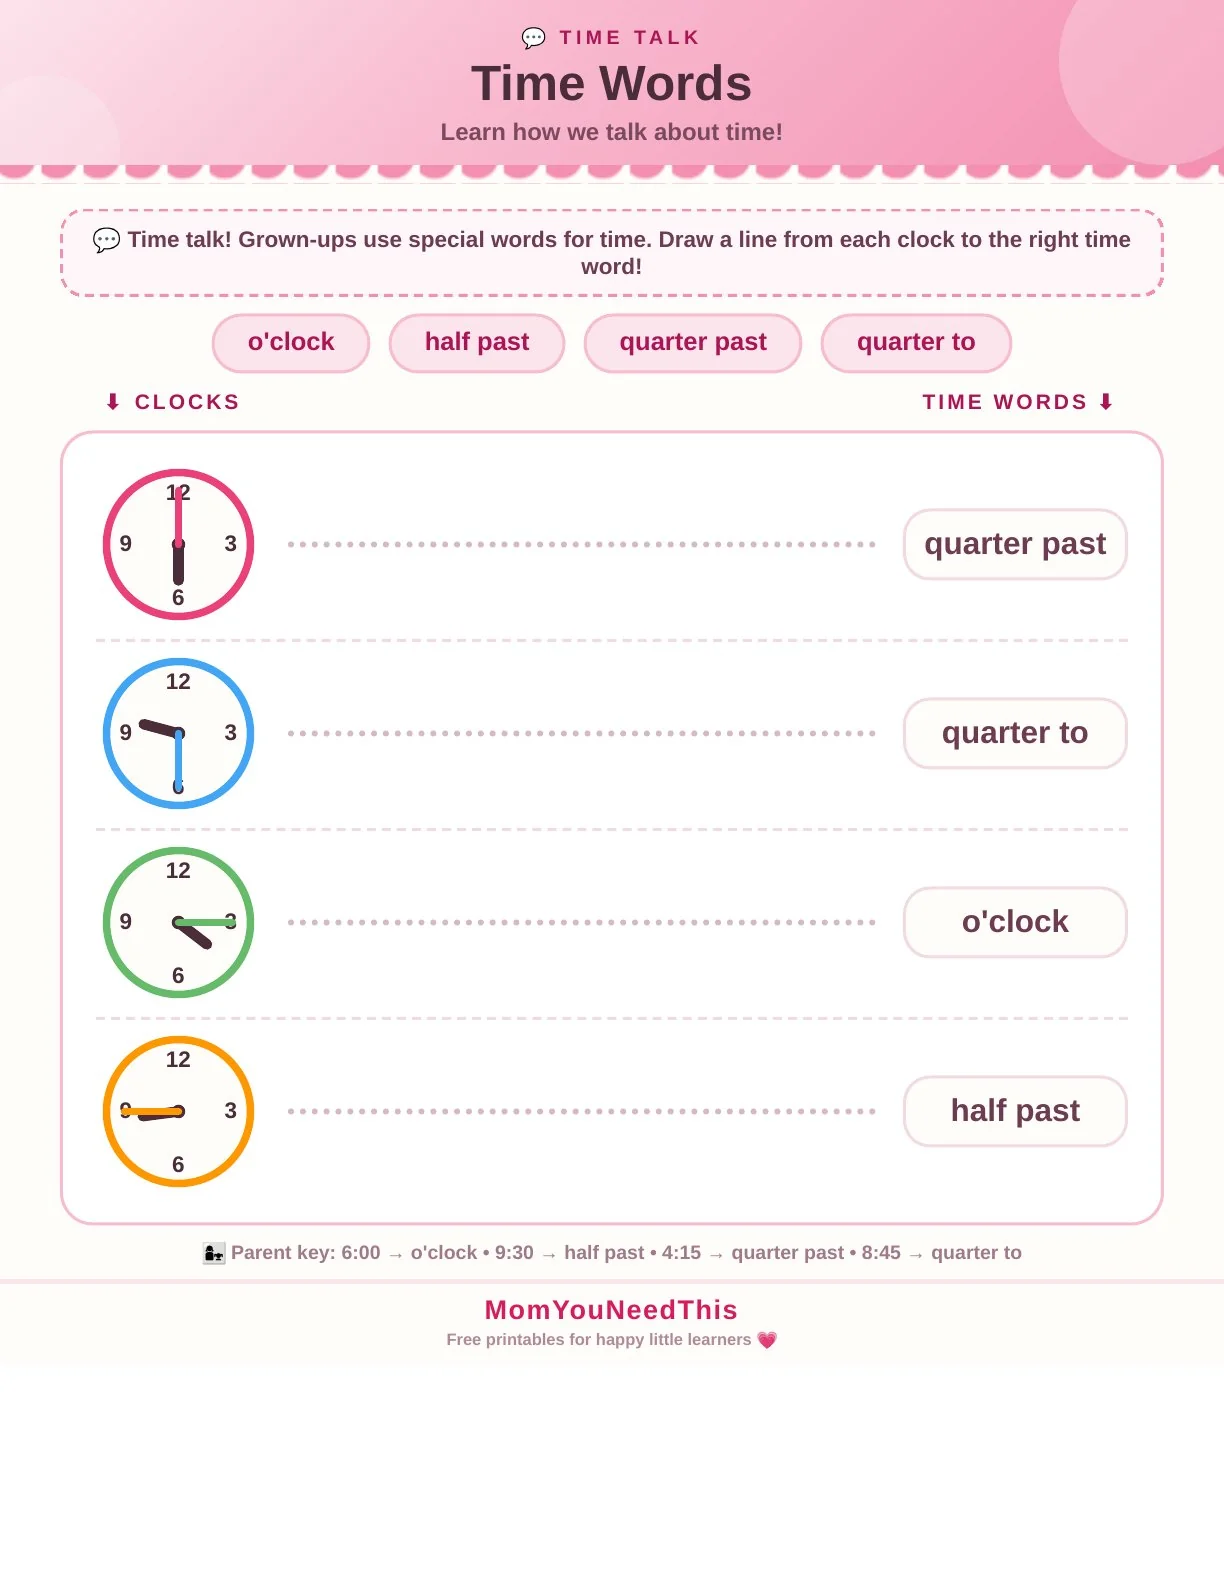 💬 TIME TALK
Time Words
Learn how we talk about time!
💬 Time talk! Grown-ups use special words for time. Draw a line from each clock to the right time
word!
o'clock half past quarter past quarter to
⬇ CLOCKS TIME WORDS ⬇
12
9 3
6
quarter past
12
9 3
6
quarter to
12
9 3
6
o'clock
12
9 3
6
half past
Parent key: 6:00 → o'clock • 9:30 → half past • 4:15 → quarter past • 8:45 → quarter to
MomYouNeedThis
Free printables for happy little learners 💗